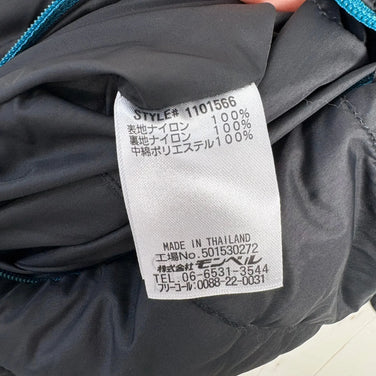 STYLE# 1101566
表地ナイロン 100%
裏地ナイロン 100%
中綿ポリエステル100%
MADE IN THAILAND
工場No.501530272
株式会社モンベル
TEL.06-6531-3544
フリーコール:0088-22-0031